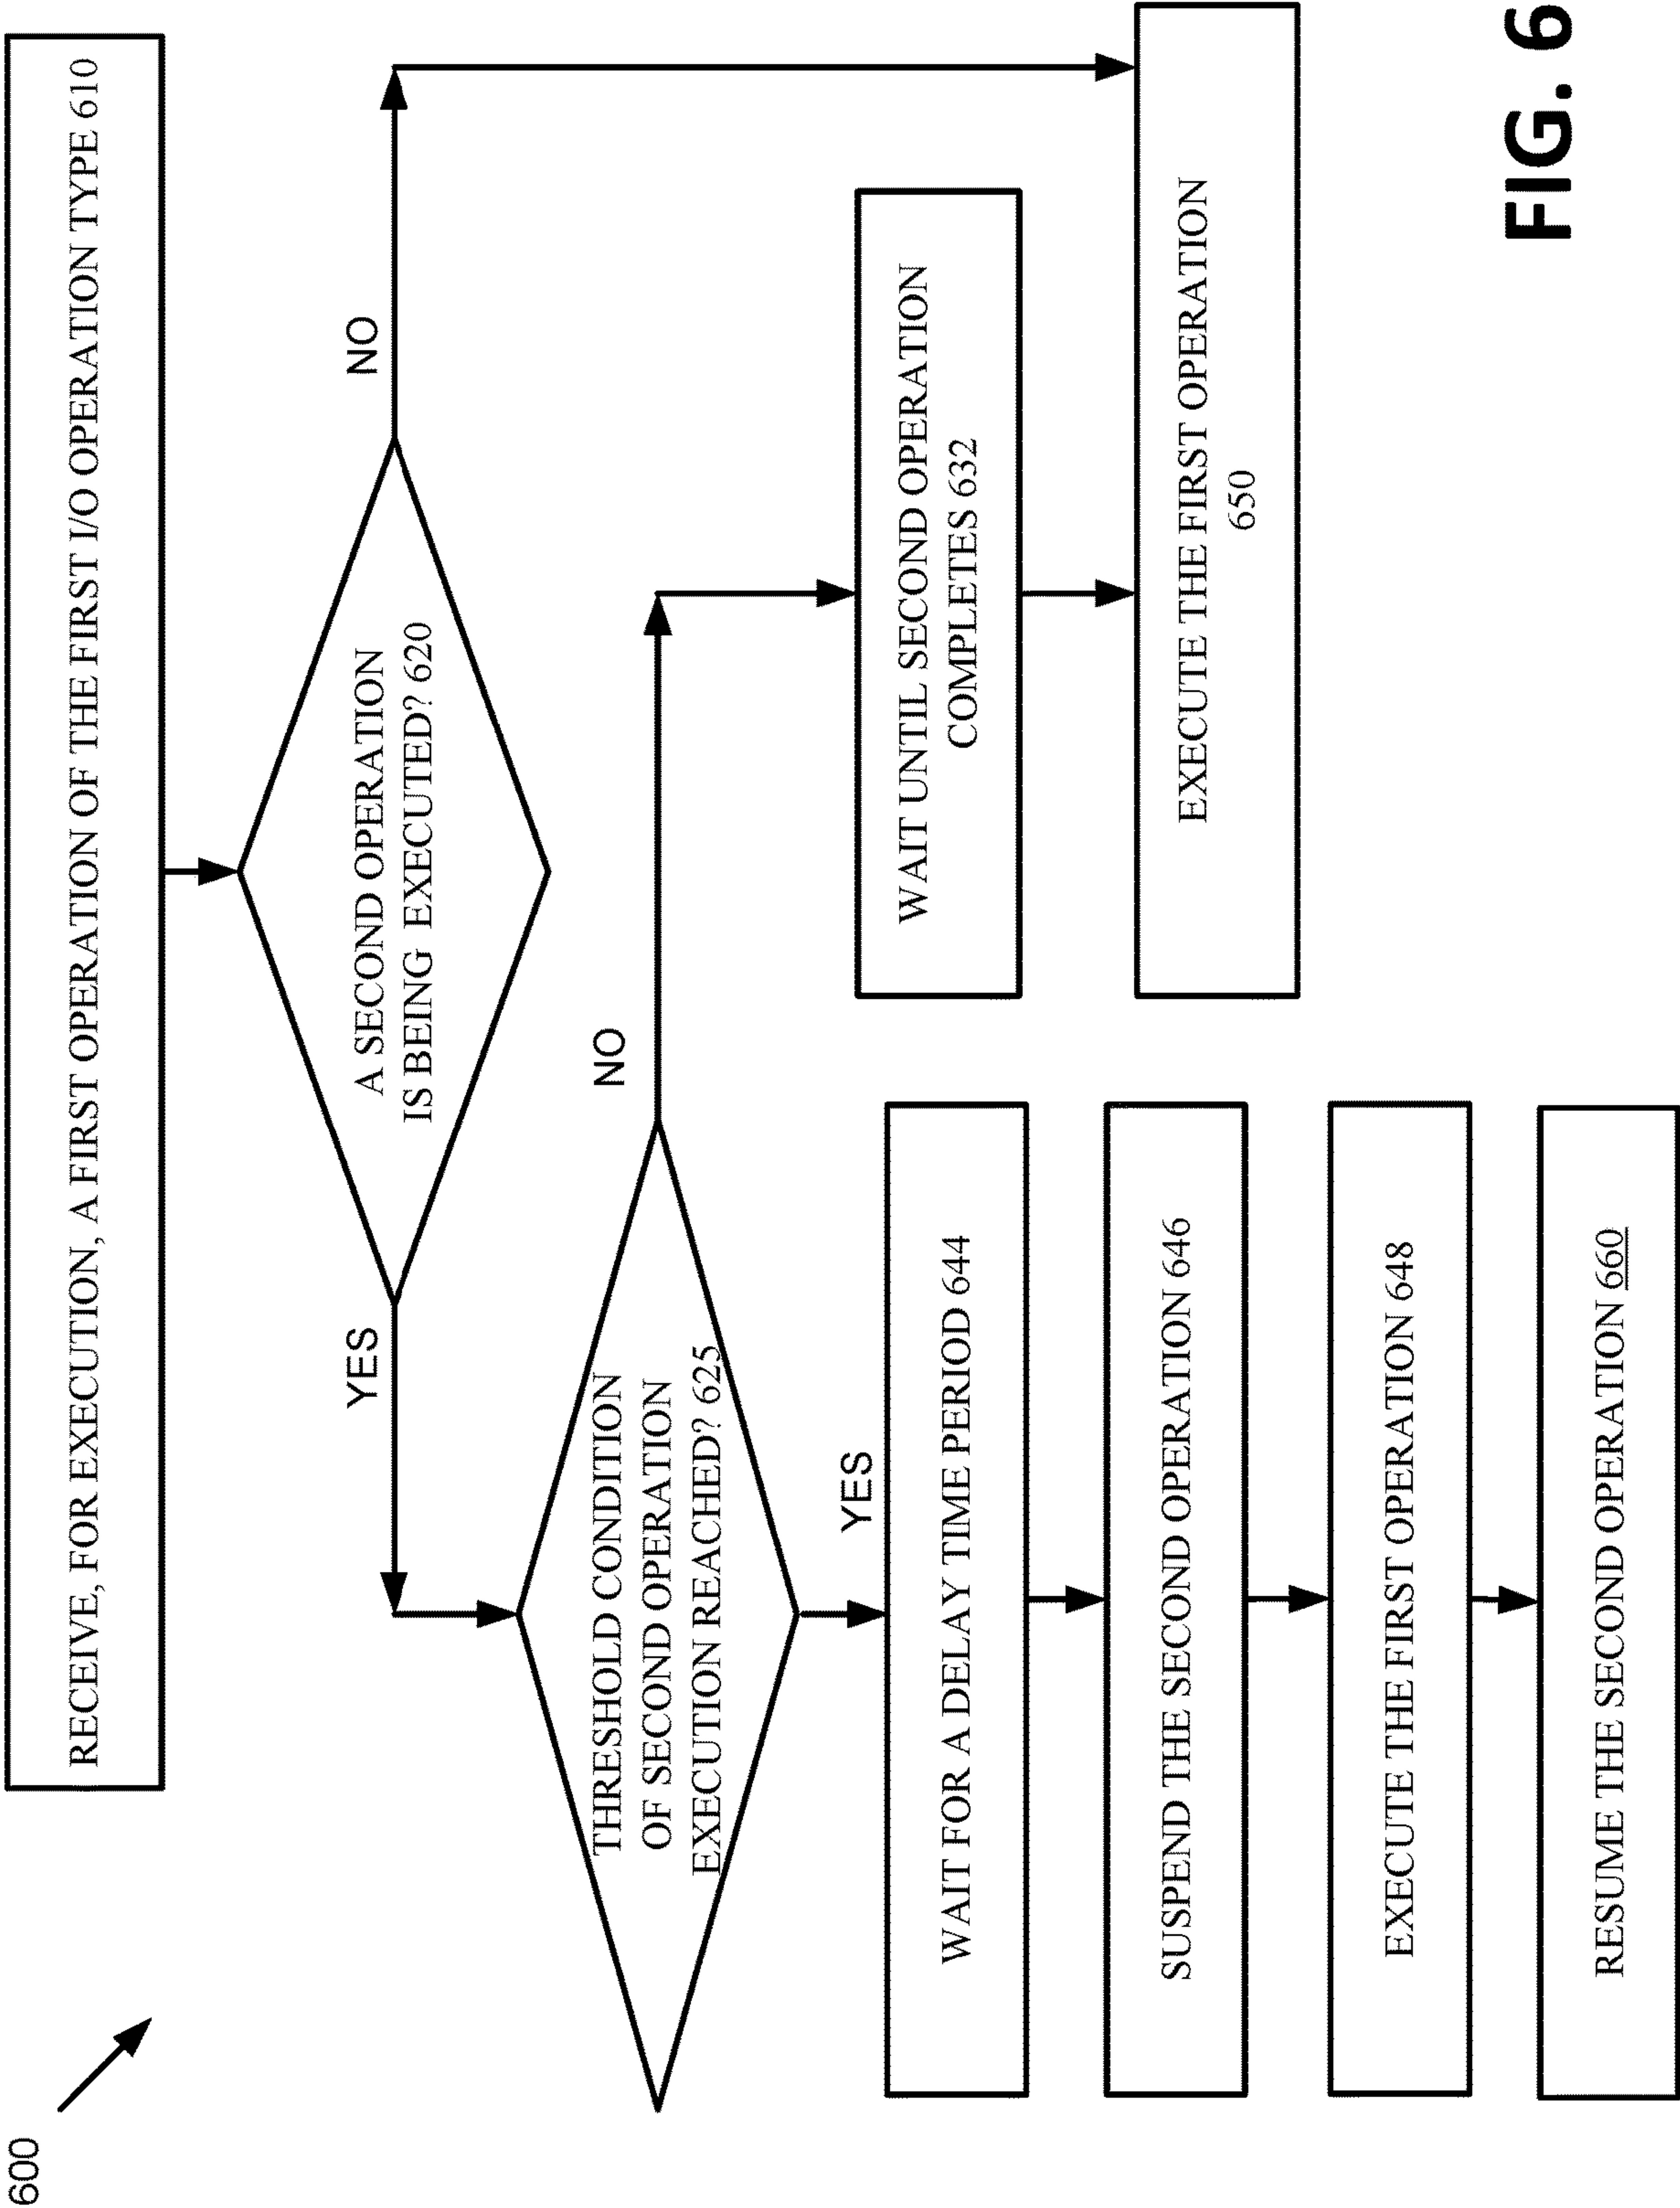 600
RECEIVE, FOR EXECUTION, A FIRST OPERATION OF THE FIRST I/O OPERATION TYPE 610
A SECOND OPERATION
IS BEING EXECUTED? 620
YES
NO
THRESHOLD CONDITION
OF SECOND OPERATION
EXECUTION REACHED? 625
NO
YES
WAIT UNTIL SECOND OPERATION
COMPLETES 632
WAIT FOR A DELAY TIME PERIOD 644
SUSPEND THE SECOND OPERATION 646
EXECUTE THE FIRST OPERATION
650
EXECUTE THE FIRST OPERATION 648
RESUME THE SECOND OPERATION 660
FIG. 6